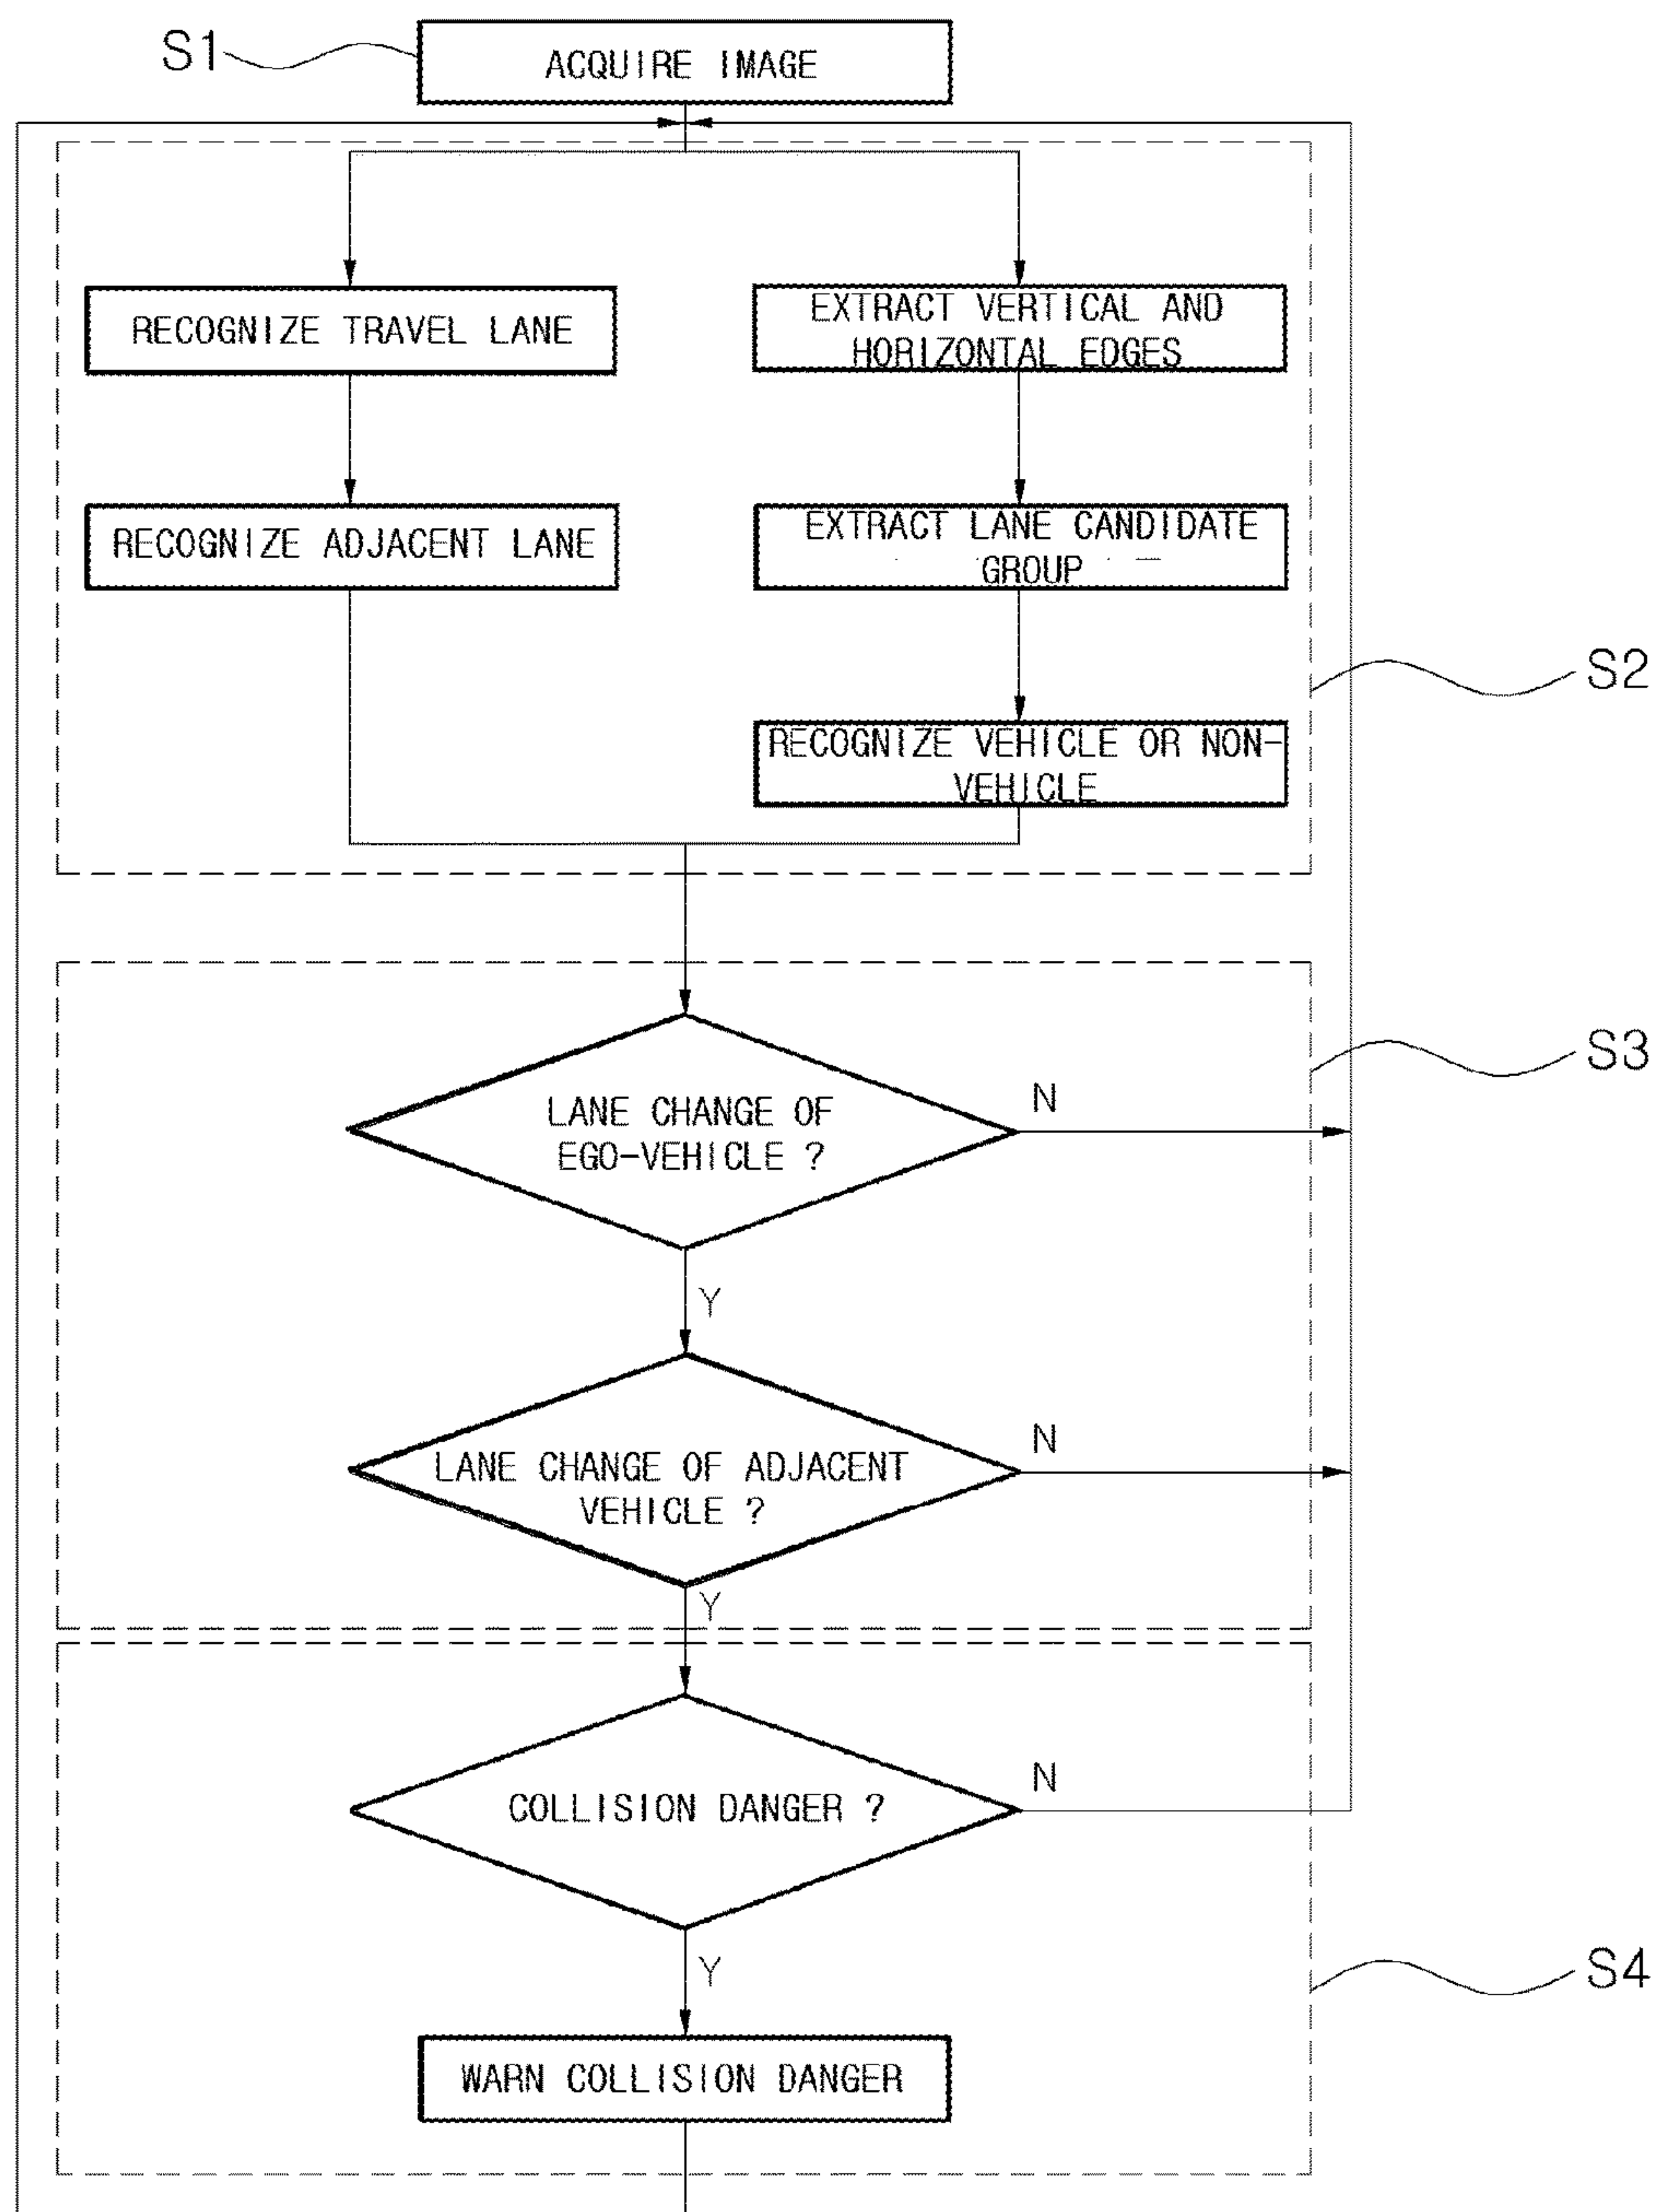 S1
ACQUIRE IMAGE
RECOGNIZE TRAVEL LANE
EXTRACT VERTICAL AND
HORIZONTAL EDGES
RECOGNIZE ADJACENT LANE
EXTRACT LANE CANDIDATE
GROUP
S2
RECOGNIZE VEHICLE OR NON-
VEHICLE
S3
LANE CHANGE OF
EGO-VEHICLE ?
N
Y
LANE CHANGE OF ADJACENT
VEHICLE ?
N
Y
COLLISION DANGER ?
N
Y
S4
WARN COLLISION DANGER